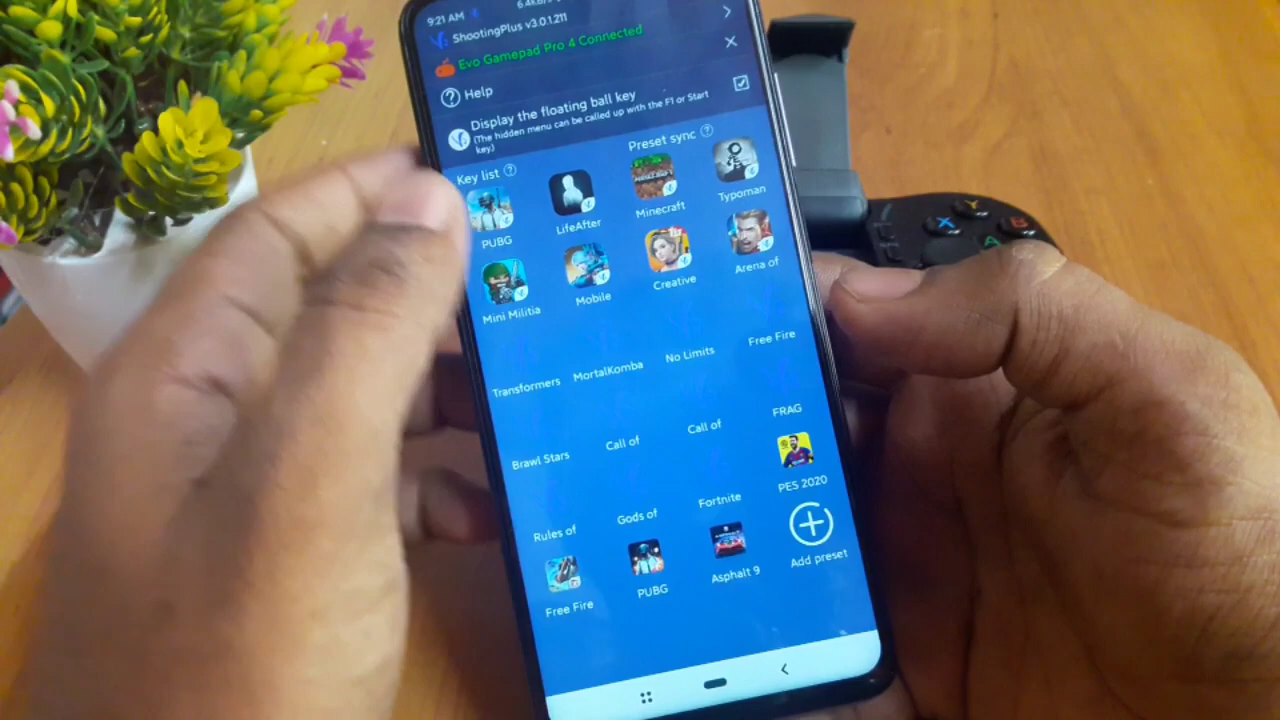 9:21 AM
ShootingPlus v3.0.1.211
Evo Gamepad Pro 4 Connected
Help
Display the floating ball key
(The hidden menu can be called up with the F1 or Start
key)
Key list ?
Preset sync ?
PUBG
LifeAfter
Minecraft
Typoman
Mini Militia
Mobile
Creative
Arena of
Transformers
MortalKomba
No Limits
Free Fire
Brawl Stars
Call of
Call of
FRAG
Rules of
Gods of
Fortnite
PES 2020
Free Fire
PUBG
Asphalt 9
Add preset
X
Y
B
A